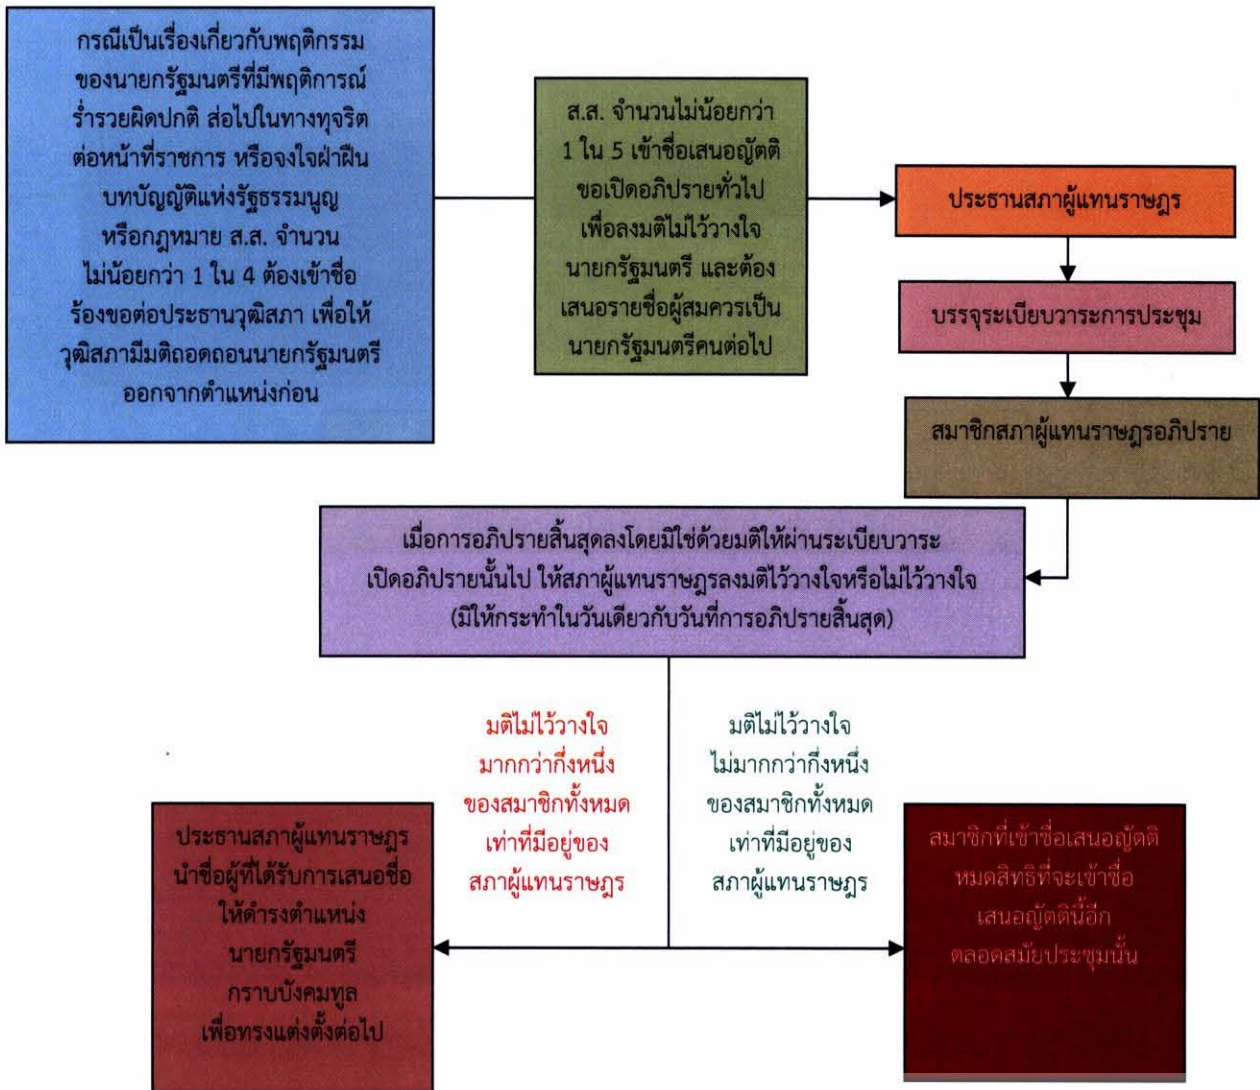 กรณีเป็นเรื่องเกี่ยวกับพฤติกรรม
ของนายกรัฐมนตรีที่มีพฤติการณ์
ร่ำรวยผิดปกติ ส่อไปในทางทุจริต
ต่อหน้าที่ราชการ หรือจงใจฝ่าฝืน
บทบัญญัติแห่งรัฐธรรมนูญ
หรือกฎหมาย ส.ส. จำนวน
ไม่น้อยกว่า 1 ใน 4 ต้องเข้าชื่อ
ร้องขอต่อประธานวุฒิสภา เพื่อให้
วุฒิสภามีมติถอดถอนนายกรัฐมนตรี
ออกจากตำแหน่งก่อน
ส.ส. จำนวนไม่น้อยกว่า
1 ใน 5 เข้าชื่อเสนอญัตติ
ขอเปิดอภิปรายทั่วไป
เพื่อลงมติไม่ไว้วางใจ
นายกรัฐมนตรี และต้อง
เสนอรายชื่อผู้สมควรเป็น
นายกรัฐมนตรีคนต่อไป
ประธานสภาผู้แทนราษฎร
บรรจุระเบียบวาระการประชุม
สมาชิกสภาผู้แทนราษฎรอภิปราย
เมื่อการอภิปรายสิ้นสุดลงโดยมิใช่ด้วยมติให้ผ่านระเบียบวาระ
เปิดอภิปรายนั้นไป ให้สภาผู้แทนราษฎรลงมติไว้วางใจหรือไม่ไว้วางใจ
(มิให้กระทำในวันเดียวกับวันที่การอภิปรายสิ้นสุด)
มติไม่ไว้วางใจ
มากกว่ากึ่งหนึ่ง
ของสมาชิกทั้งหมด
เท่าที่มีอยู่ของ
สภาผู้แทนราษฎร
มติไม่ไว้วางใจ
ไม่มากกว่ากึ่งหนึ่ง
ของสมาชิกทั้งหมด
เท่าที่มีอยู่ของ
สภาผู้แทนราษฎร
ประธานสภาผู้แทนราษฎร
นำชื่อผู้ที่ได้รับการเสนอชื่อ
ให้ดำรงตำแหน่ง
นายกรัฐมนตรี
กราบบังคมทูล
เพื่อทรงแต่งตั้งต่อไป
สมาชิกที่เข้าชื่อเสนอญัตติ
หมดสิทธิที่จะเข้าชื่อ
เสนอญัตตินี้อีก
ตลอดสมัยประชุมนั้น